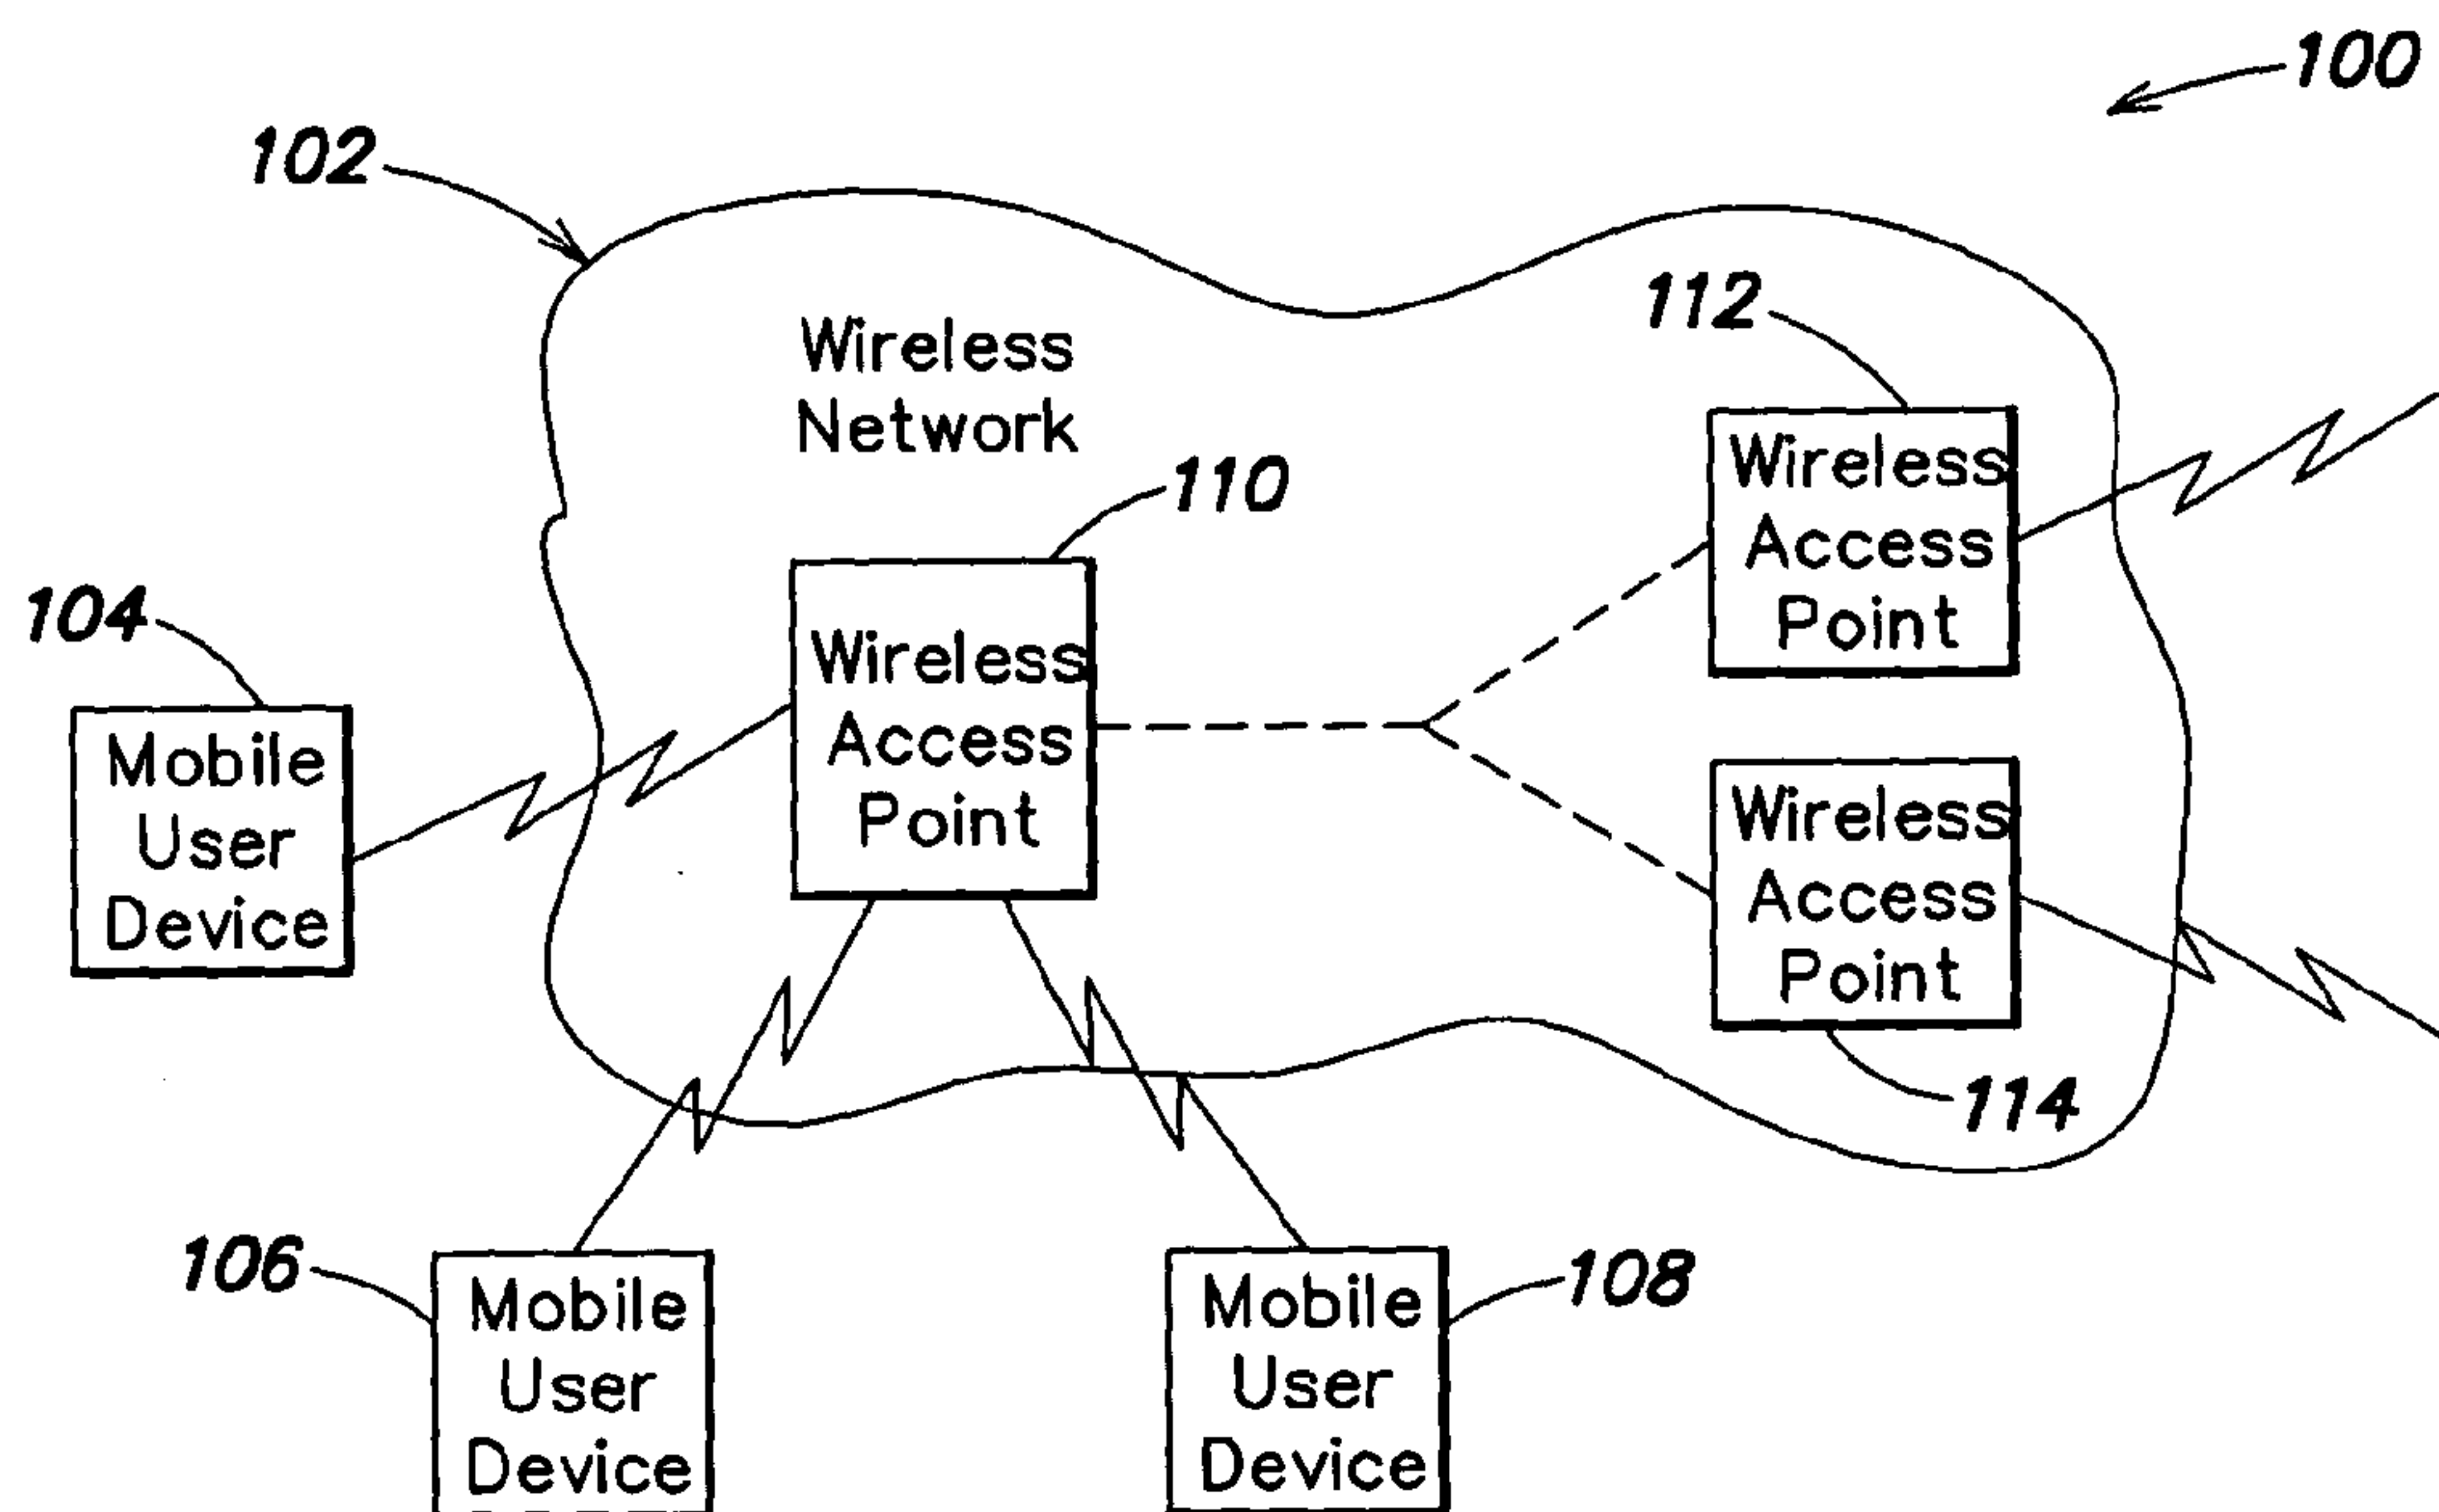 100
102
112
Wireless
Network
110
Wireless
Access
Point
104
Wireless
Access
Point
Mobile
User
Device
Wireless
Access
Point
114
106
108
Mobile
User
Device
Mobile
User
Device